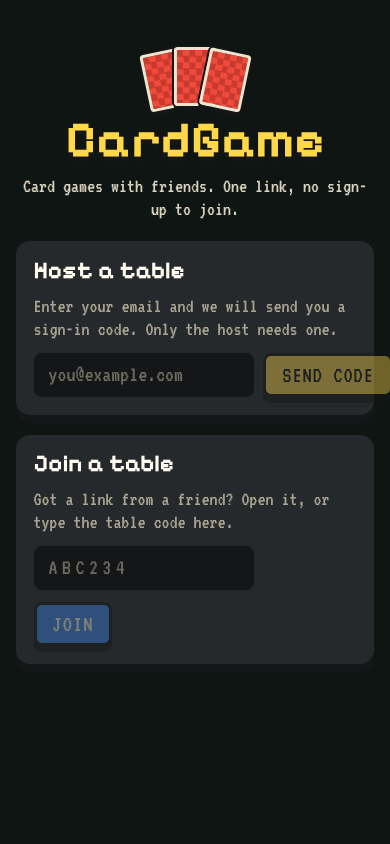 CardGame
Card games with friends. One link, no sign-
up to join.
Host a table
Enter your email and we will send you a
sign-in code. Only the host needs one.
you@example.com
SEND CODE
Join a table
Got a link from a friend? Open it, or
type the table code here.
ABC234
JOIN